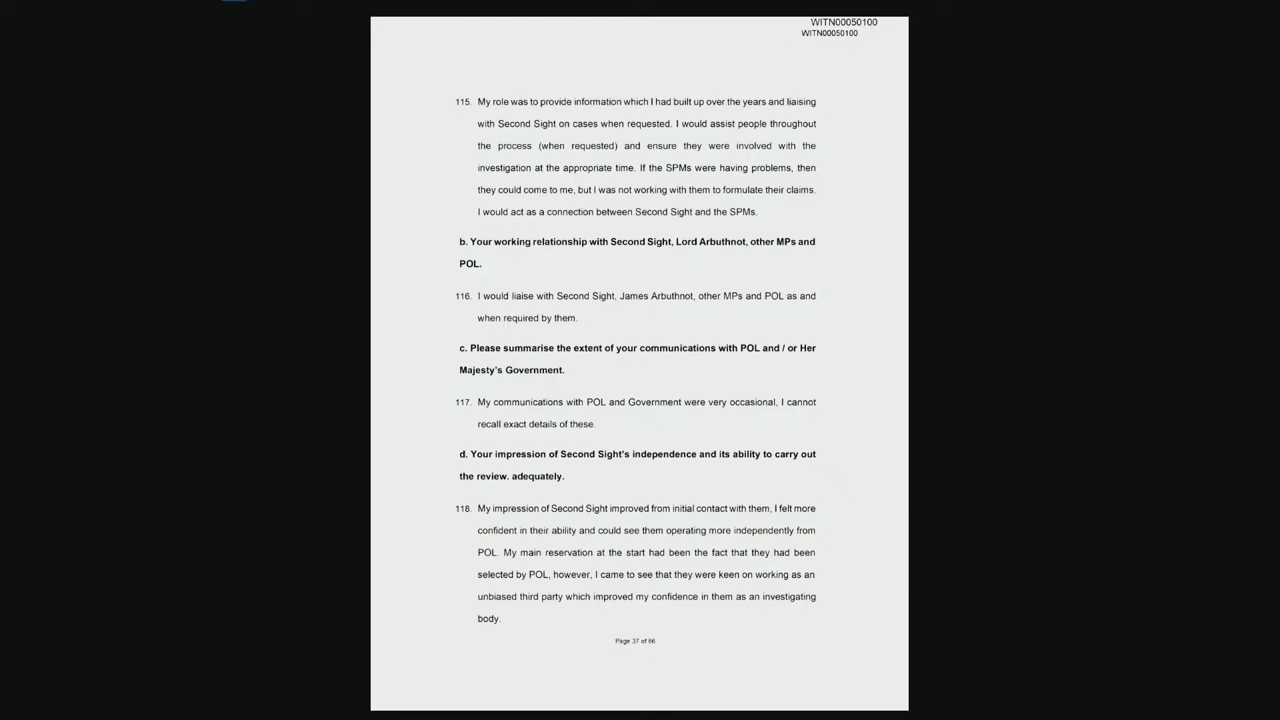 WITN00050100
WITN00050100
115. My role was to provide information which I had built up over the years and liaising
with Second Sight on cases when requested. I would assist people throughout
the process (when requested) and ensure they were involved with the
investigation at the appropriate time. If the SPMs were having problems, then
they could come to me, but I was not working with them to formulate their claims.
I would act as a connection between Second Sight and the SPMs.
b. Your working relationship with Second Sight, Lord Arbuthnot, other MPs and
POL.
116. I would liaise with Second Sight, James Arbuthnot, other MPs and POL as and
when required by them.
c. Please summarise the extent of your communications with POL and / or Her
Majesty's Government.
117. My communications with POL and Government were very occasional, I cannot
recall exact details of these.
d. Your impression of Second Sight's independence and its ability to carry out
the review. adequately.
118. My impression of Second Sight improved from initial contact with them, I felt more
confident in their ability and could see them operating more independently from
POL. My main reservation at the start had been the fact that they had been
selected by POL, however, I came to see that they were keen on working as an
unbiased third party which improved my confidence in them as an investigating
body.
Page 37 of 66